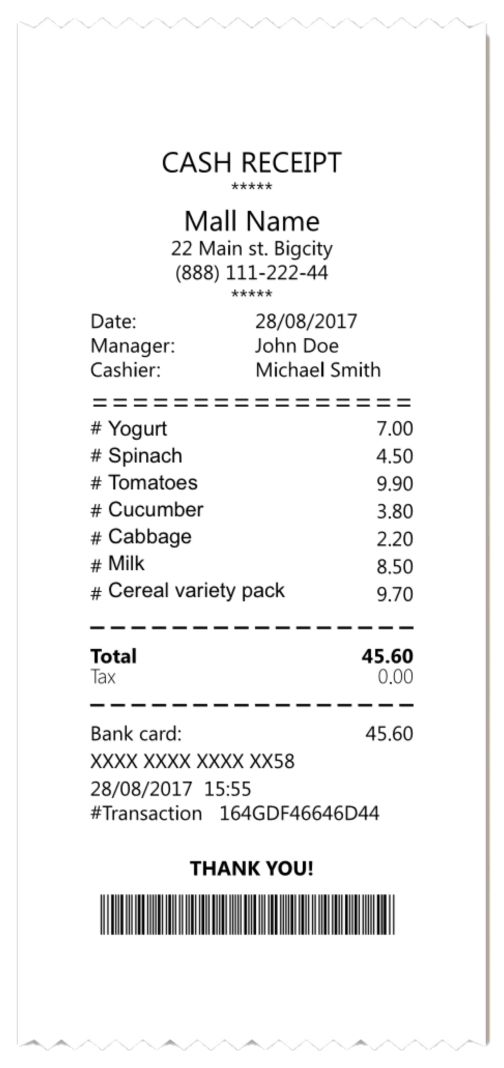 CASH RECEIPT
*****
Mall Name
22 Main st. Bigcity
(888) 111-222-44
*****
Date: 28/08/2017
Manager: John Doe
Cashier: Michael Smith
================
# Yogurt 7.00
# Spinach 4.50
# Tomatoes 9.90
# Cucumber 3.80
# Cabbage 2.20
# Milk 8.50
# Cereal variety pack 9.70
Total 45.60
Tax 0.00
Bank card: 45.60
XXXX XXXX XXXX XX58
28/08/2017 15:55
#Transaction 164GDF46646D44
THANK YOU!